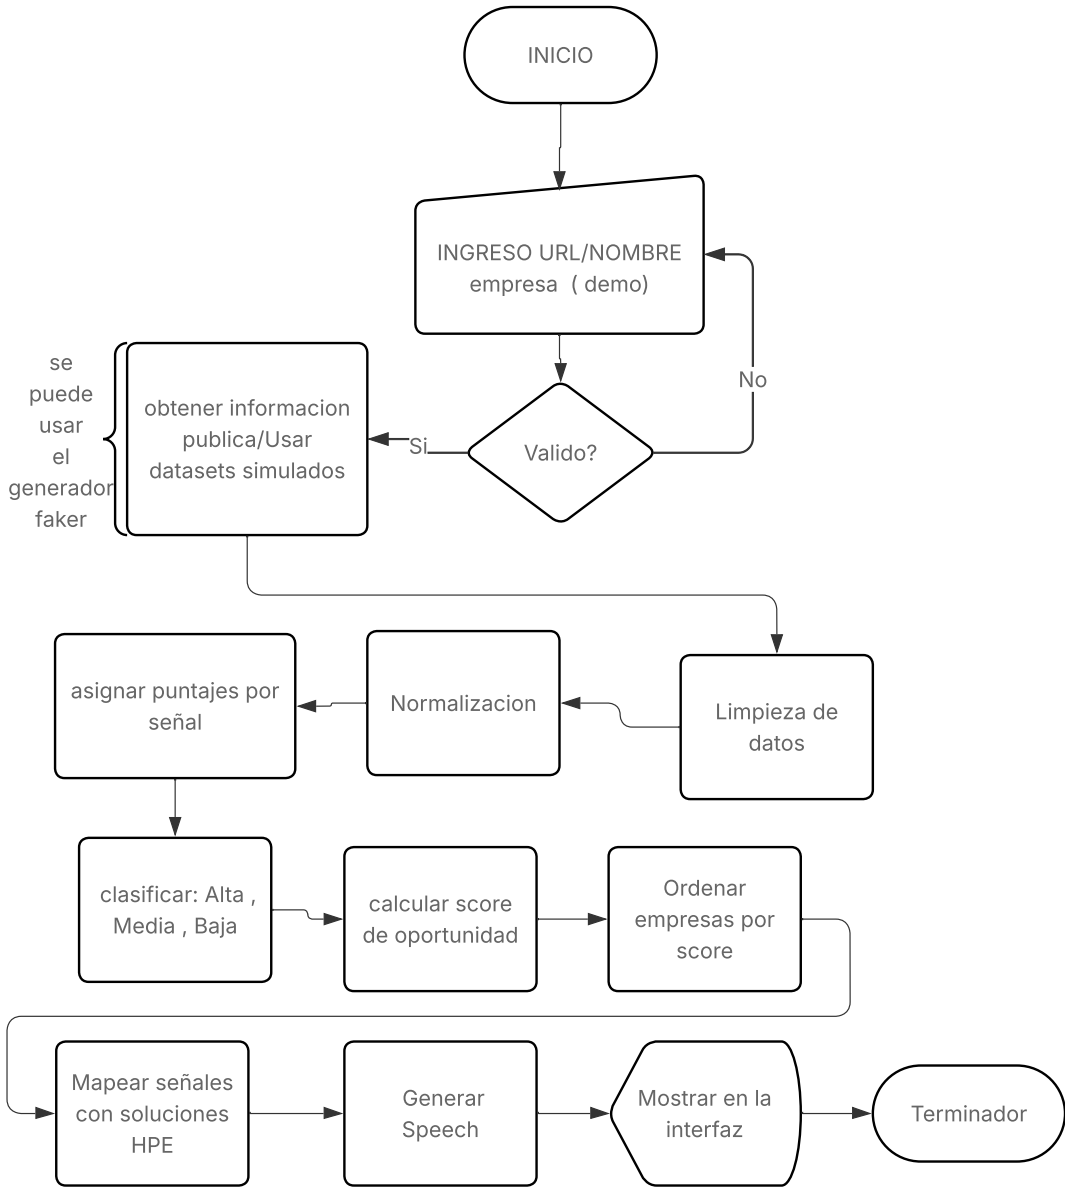 INICIO
INGRESO URL/NOMBRE
empresa  ( demo)
No
Valido?
Si
obtener informacion
publica/Usar
datasets simulados
se
puede
usar
el
generador
faker
Limpieza de
datos
Normalizacion
asignar puntajes por
señal
clasificar: Alta ,
Media , Baja
calcular score
de oportunidad
Ordenar
empresas por
score
Mapear señales
con soluciones
HPE
Generar
Speech
Mostrar en la
interfaz
Terminador